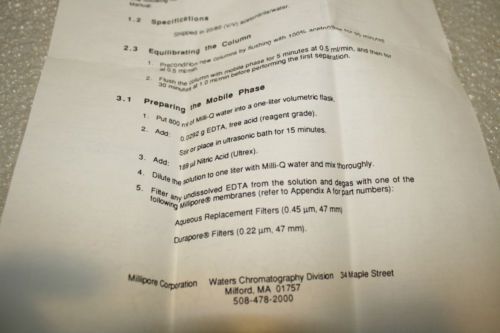 Manual.
1.2 Specifications
Shipped in 20/80 (V/V) acetonitrile/water.
2.3 Equilibrating the Column
1. Precondition new columns by flushing with 100% acetonitrile for 30 minutes
at 0.5 ml/min.
2. Flush the column with mobile phase for 5 minutes at 0.5 ml/min, and then for
30 minutes at 1.0 ml/min before performing the first separation.
3.1 Preparing the Mobile Phase
1. Put 800 ml of Milli-Q water into a one-liter volumetric flask.
2. Add: 0.0292 g EDTA, free acid (reagent grade).
Stir or place in ultrasonic bath for 15 minutes.
3. Add: 189 µl Nitric Acid (Ultrex).
4. Dilute the solution to one liter with Milli-Q water and mix thoroughly.
5. Filter any undissolved EDTA from the solution and degas with one of the
following Millipore® membranes (refer to Appendix A for part numbers):
Aqueous Replacement Filters (0.45 µm, 47 mm)
Durapore® Filters (0.22 µm, 47 mm).
Millipore Corporation Waters Chromatography Division 34 Maple Street
Milford, MA 01757
508-478-2000